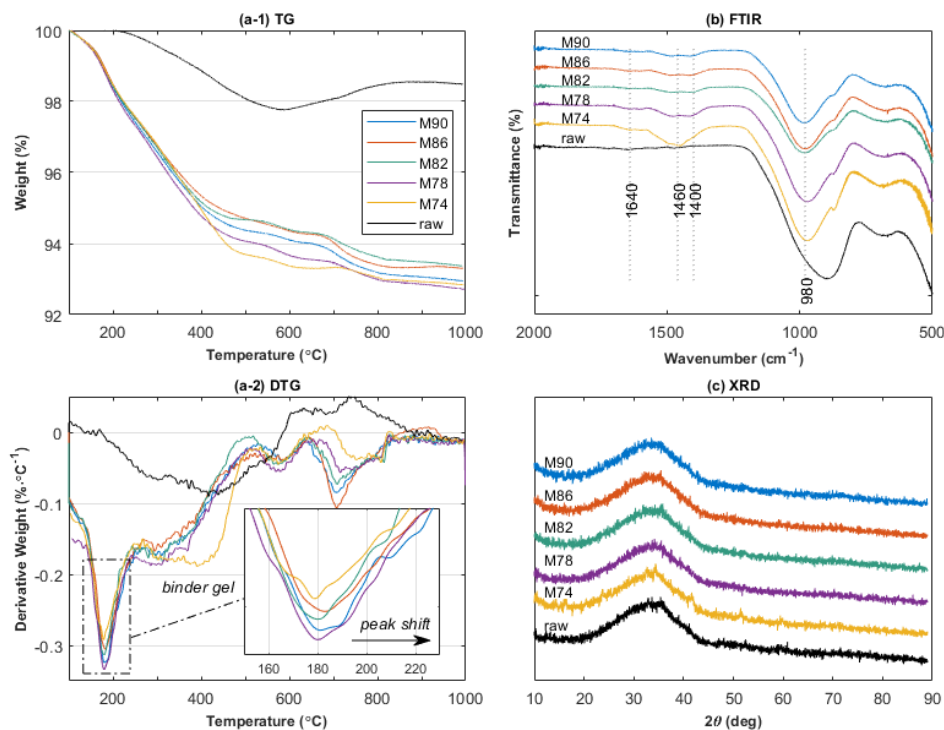 (a-1) TG
100
98
96
94
92
Weight (%)
M90
M86
M82
M78
M74
raw
200
400
600
800
1000
Temperature (°C)
(b) FTIR
Transmittance (%)
M90
M86
M82
M78
M74
raw
1640
1460
1400
980
2000
1500
1000
500
Wavenumber (cm⁻¹)
(a-2) DTG
0
-0.1
-0.2
-0.3
Derivative Weight (%·°C⁻¹)
binder gel
peak shift
160
180
200
220
200
400
600
800
1000
Temperature (°C)
(c) XRD
M90
M86
M82
M78
M74
raw
10
20
30
40
50
60
70
80
90
2θ (deg)